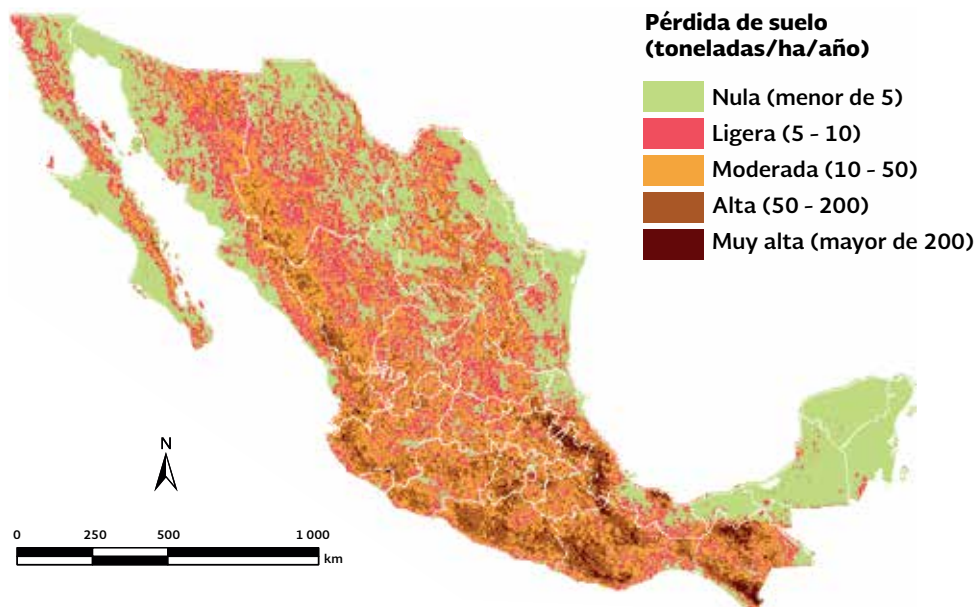 Pérdida de suelo
(toneladas/ha/año)
Nula (menor de 5)
Ligera (5 - 10)
Moderada (10 - 50)
Alta (50 - 200)
Muy alta (mayor de 200)
N
0 250 500 1 000
km